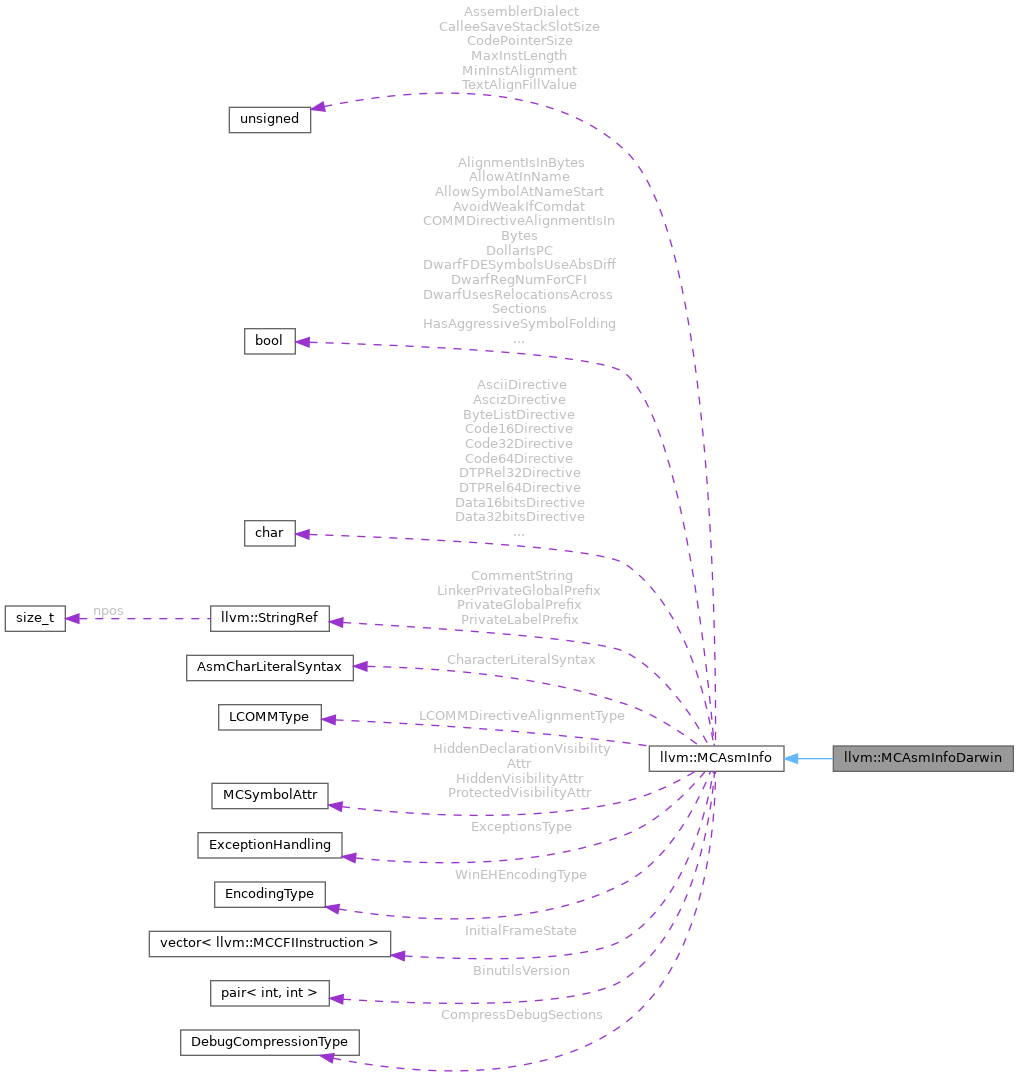 AssemblerDialect
CalleeSaveStackSlotSize
CodePointerSize
MaxInstLength
MinInstAlignment
TextAlignFillValue
unsigned
AlignmentIsInBytes
AllowAtInName
AllowSymbolAtNameStart
AvoidWeakIfComdat
COMMDirectiveAlignmentIsIn
Bytes
DollarIsPC
DwarfFDESymbolsUseAbsDiff
DwarfRegNumForCFI
DwarfUsesRelocationsAcross
Sections
HasAggressiveSymbolFolding
...
bool
AsciiDirective
AscizDirective
ByteListDirective
Code16Directive
Code32Directive
Code64Directive
DTPRel32Directive
DTPRel64Directive
Data16bitsDirective
Data32bitsDirective
...
char
CommentString
LinkerPrivateGlobalPrefix
PrivateGlobalPrefix
PrivateLabelPrefix
size_t
npos
llvm::StringRef
AsmCharLiteralSyntax
CharacterLiteralSyntax
LCOMMType
LCOMMDirectiveAlignmentType
llvm::MCAsmInfo
llvm::MCAsmInfoDarwin
HiddenDeclarationVisibility
Attr
HiddenVisibilityAttr
ProtectedVisibilityAttr
MCSymbolAttr
ExceptionsType
ExceptionHandling
WinEHEncodingType
EncodingType
InitialFrameState
vector< llvm::MCCFIInstruction >
BinutilsVersion
pair< int, int >
CompressDebugSections
DebugCompressionType